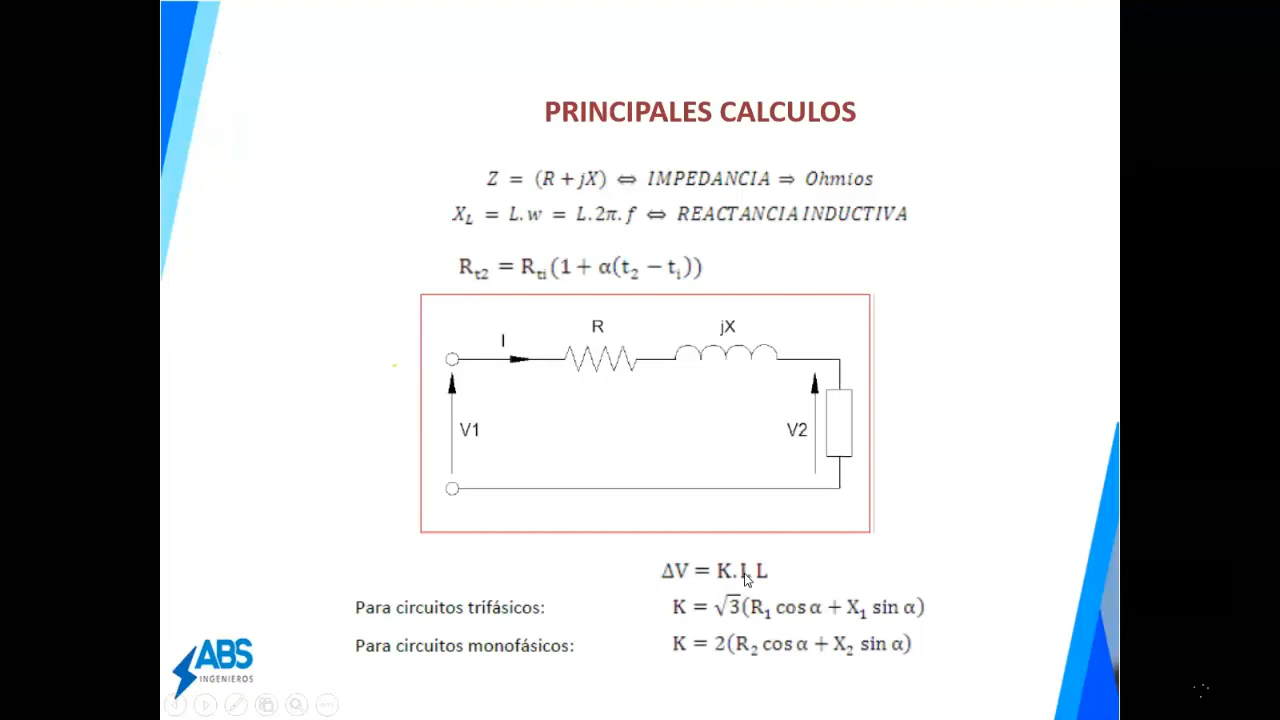 PRINCIPALES CALCULOS
Z = (R + jX) ⇔ IMPEDANCIA ⇒ Ohmios
X_L = L.w = L.2π.f ⇔ REACTANCIA INDUCTIVA
R_t2 = R_ti(1 + α(t_2 − t_i))
I R jX
V1 V2
ΔV = K.I.L
Para circuitos trifásicos: K = √3(R_1 cos α + X_1 sin α)
Para circuitos monofásicos: K = 2(R_2 cos α + X_2 sin α)
ABS
INGENIEROS